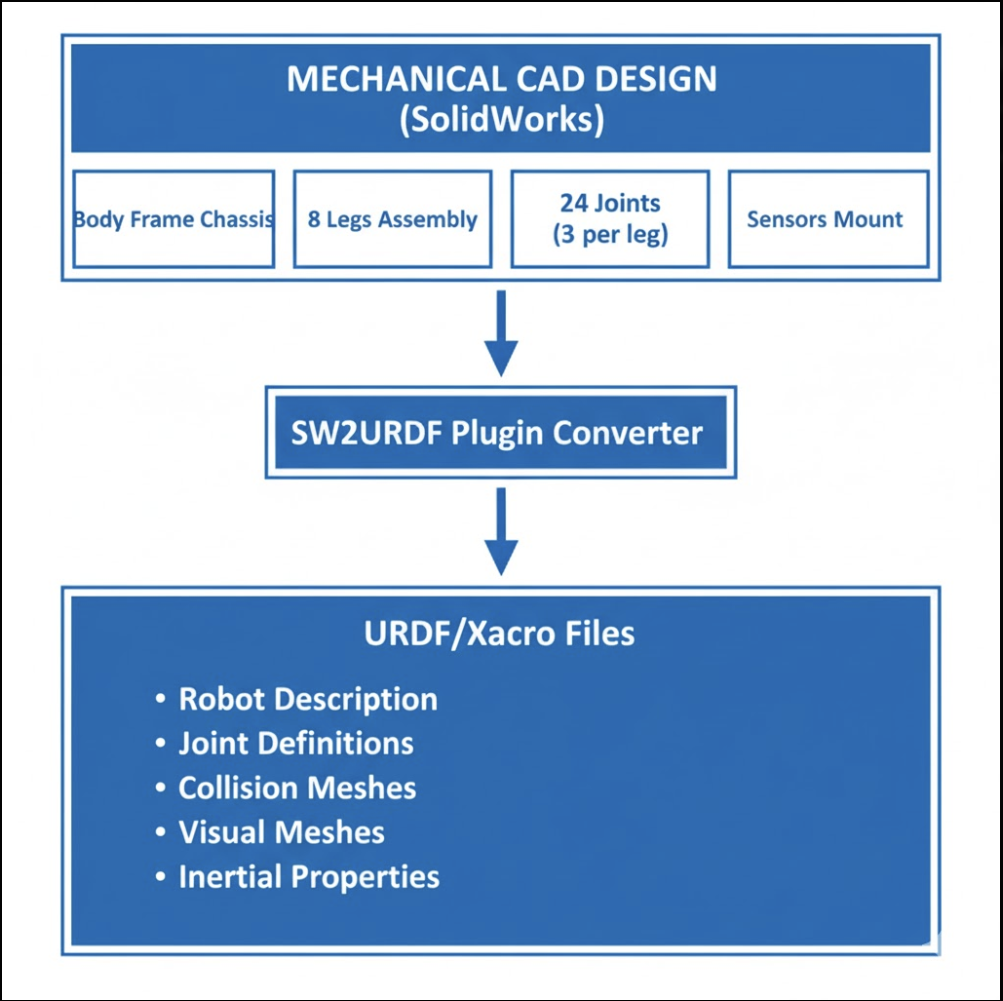 MECHANICAL CAD DESIGN
(SolidWorks)
Body Frame Chassis
8 Legs Assembly
24 Joints
(3 per leg)
Sensors Mount
SW2URDF Plugin Converter
URDF/Xacro Files
• Robot Description
• Joint Definitions
• Collision Meshes
• Visual Meshes
• Inertial Properties